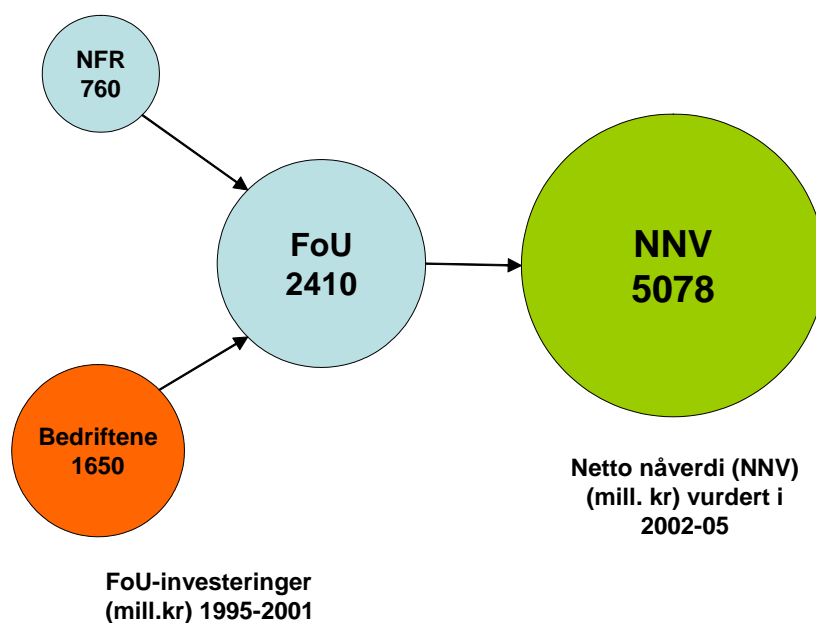 NFR
760
FoU
2410
NNV
5078
Bedriftene
1650
Netto nåverdi (NNV)
(mill. kr) vurdert i
2002-05
FoU-investeringer
(mill.kr) 1995-2001